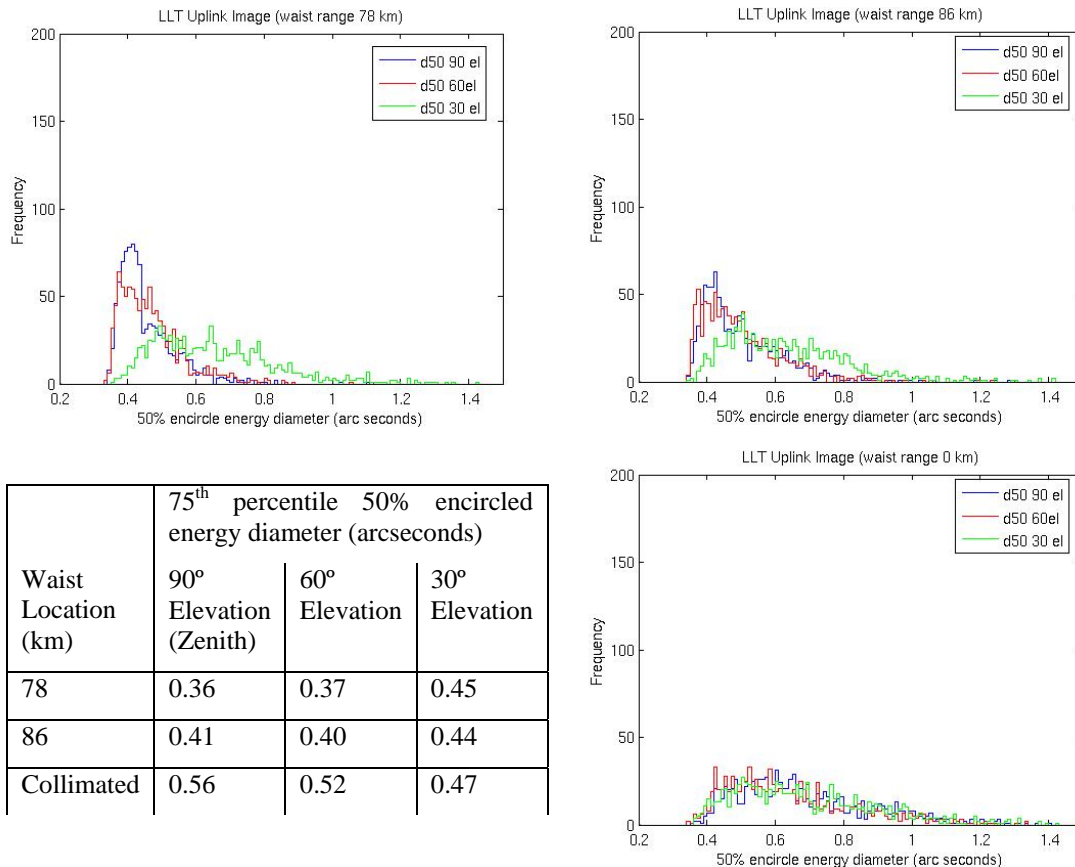 LLT Uplink Image (waist range 78 km)
200
150
100
50
0
Frequency
d50 90 el
d50 60el
d50 30 el
0.2 0.4 0.6 0.8 1 1.2 1.4
50% encircle energy diameter (arc seconds)
LLT Uplink Image (waist range 86 km)
200
150
100
50
0
Frequency
d50 90 el
d50 60el
d50 30 el
0.2 0.4 0.6 0.8 1 1.2 1.4
50% encircle energy diameter (arc seconds)
75th percentile 50% encircled
energy diameter (arcseconds)
Waist Location (km) 90º Elevation (Zenith) 60º Elevation 30º Elevation
78 0.36 0.37 0.45
86 0.41 0.40 0.44
Collimated 0.56 0.52 0.47
LLT Uplink Image (waist range 0 km)
200
150
100
50
0
Frequency
d50 90 el
d50 60el
d50 30 el
0.2 0.4 0.6 0.8 1 1.2 1.4
50% encircle energy diameter (arc seconds)